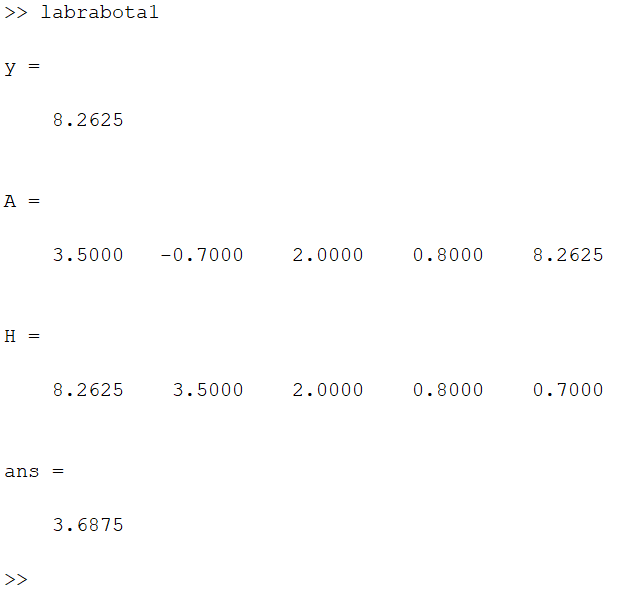 >> labrabota1
y =
8.2625
A =
3.5000 -0.7000 2.0000 0.8000 8.2625
H =
8.2625 3.5000 2.0000 0.8000 0.7000
ans =
3.6875
>>